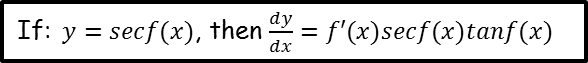 If: y = secf(x), then dy/dx = f′(x)secf(x)tanf(x)